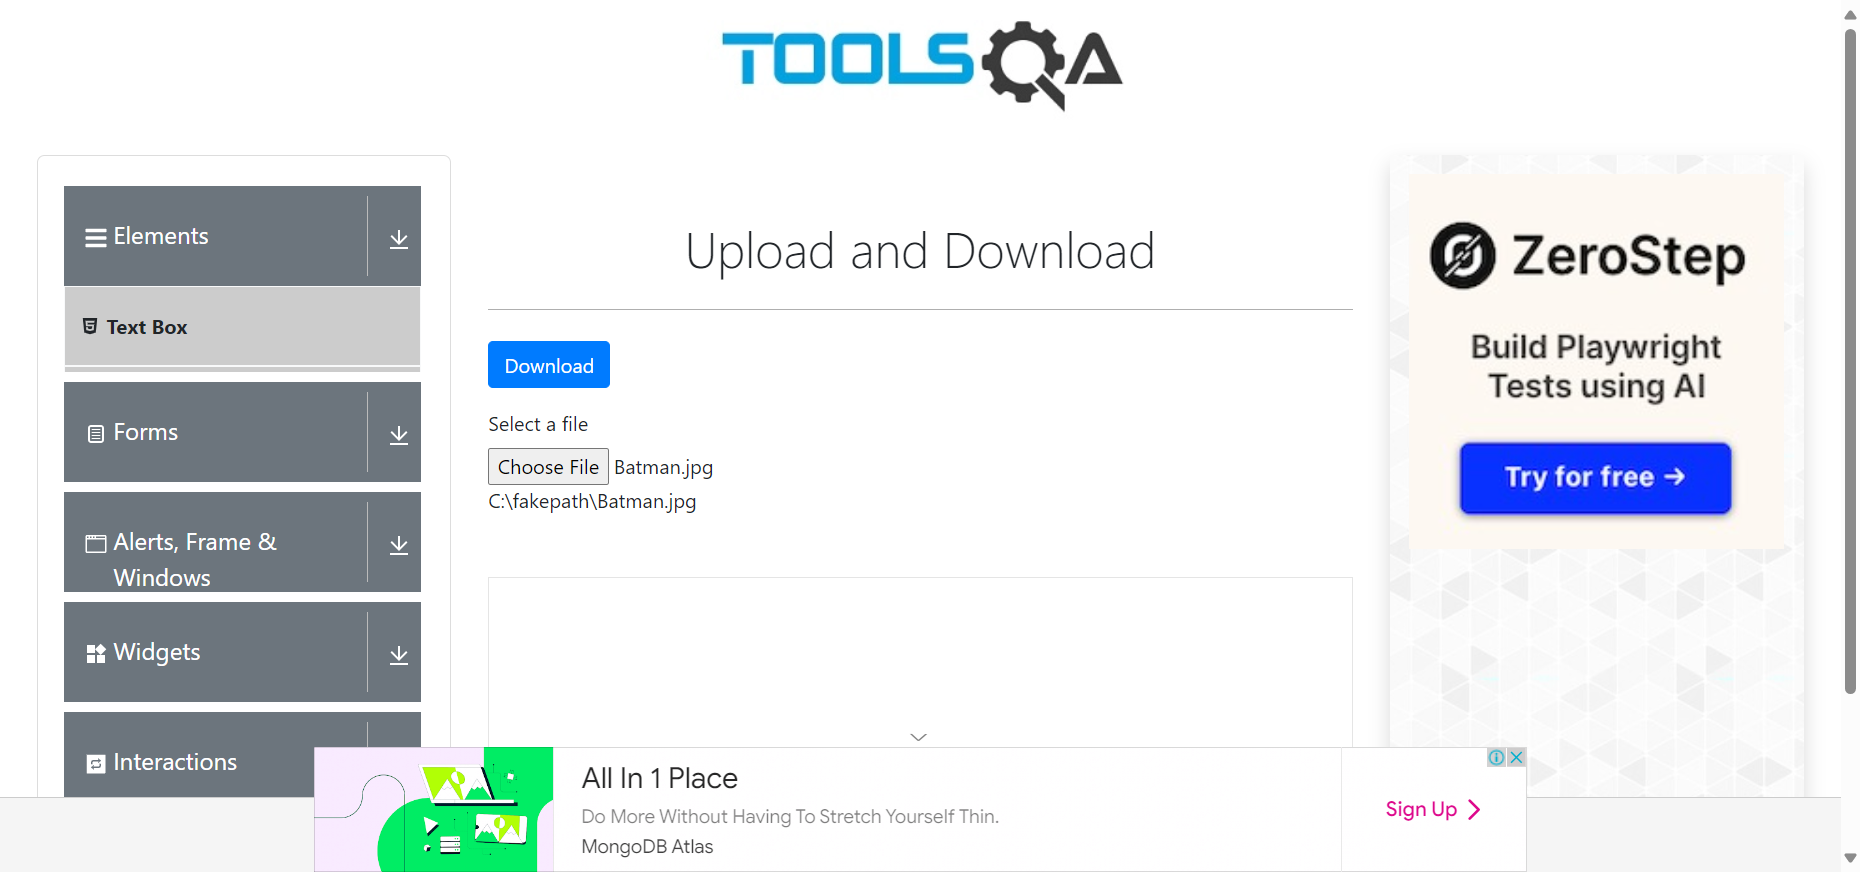 TOOLSQA
Elements
Text Box
Forms
Alerts, Frame &
Windows
Widgets
Interactions
Upload and Download
Download
Select a file
Choose File Batman.jpg
C:\fakepath\Batman.jpg
ZeroStep
Build Playwright
Tests using AI
Try for free →
All In 1 Place
Do More Without Having To Stretch Yourself Thin.
MongoDB Atlas
Sign Up